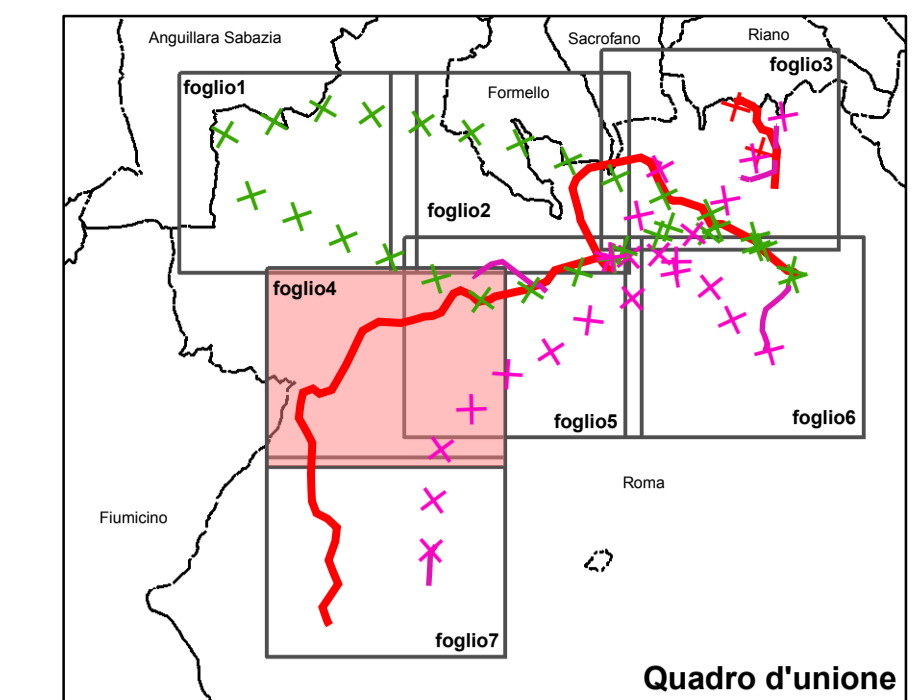 Anguillara Sabazia
Sacrofano
Riano
foglio3
foglio1
Formello
foglio2
foglio4
foglio5
foglio6
Roma
Fiumicino
foglio7
Quadro d'unione